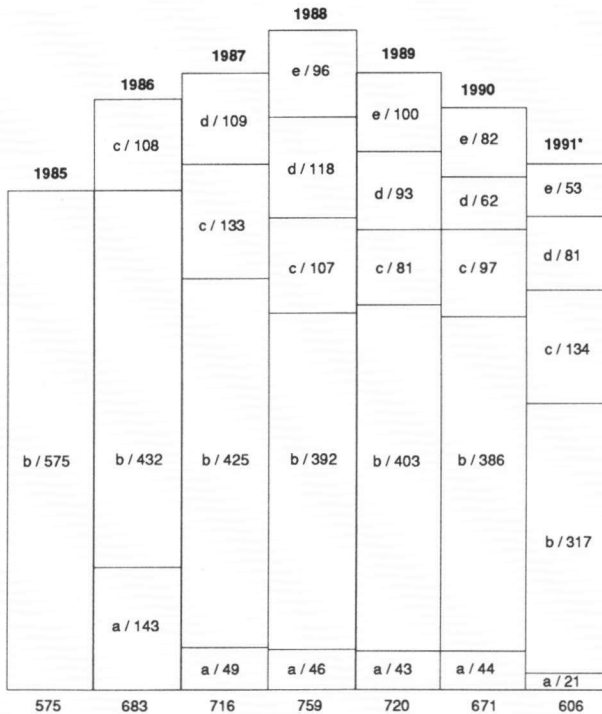 1985
b / 575
575
1986
c / 108
b / 432
a / 143
683
1987
d / 109
c / 133
b / 425
a / 49
716
1988
e / 96
d / 118
c / 107
b / 392
a / 46
759
1989
e / 100
d / 93
c / 81
b / 403
a / 43
720
1990
e / 82
d / 62
c / 97
b / 386
a / 44
671
1991*
e / 53
d / 81
c / 134
b / 317
a / 21
606